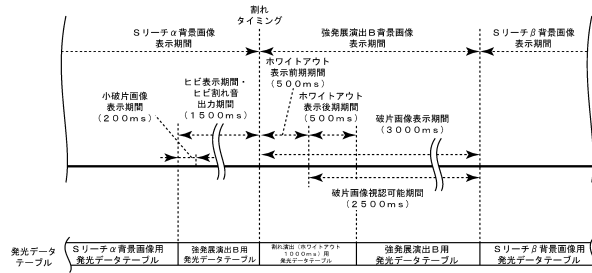 割れ
タイミング
Sリーチα背景画像
表示期間
強発展演出B背景画像
表示期間
Sリーチβ背景画像
表示期間
ホワイトアウト
表示前期期間
(500ms)
ヒビ表示期間・
ヒビ割れ音
出力期間
(1500ms)
小破片画像
表示期間
(200ms)
ホワイトアウト
表示後期期間
(500ms)
破片画像表示期間
(3000ms)
破片画像視認可能期間
(2500ms)
発光データ
テーブル
Sリーチα背景画像用
発光データテーブル
強発展演出B用
発光データテーブル
割れ演出(ホワイトアウト
1000ms)用
発光データテーブル
強発展演出B用
発光データテーブル
Sリーチβ背景画像用
発光データテーブル